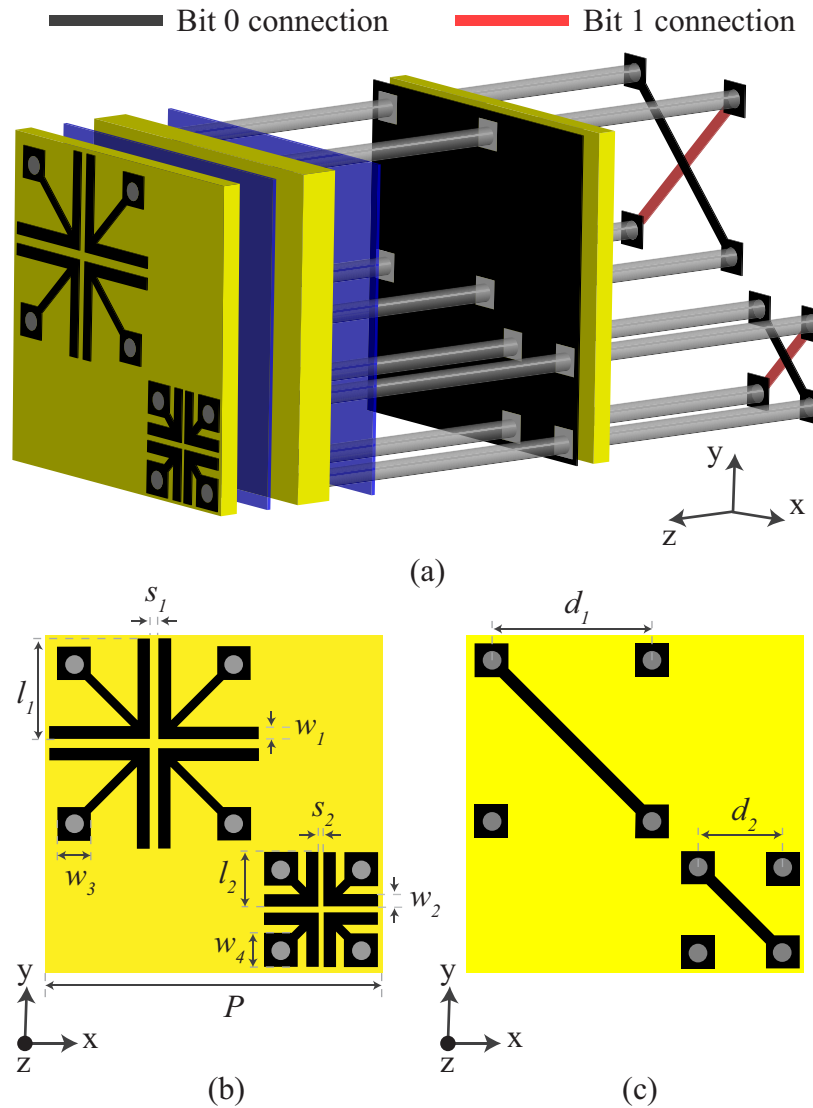 Bit 0 connection Bit 1 connection
y
x
z
(a)
s1
d1
l1
w1
s2
d2
l2
w2
w3
w4
y
P
y
x
x
z
z
(b)
(c)